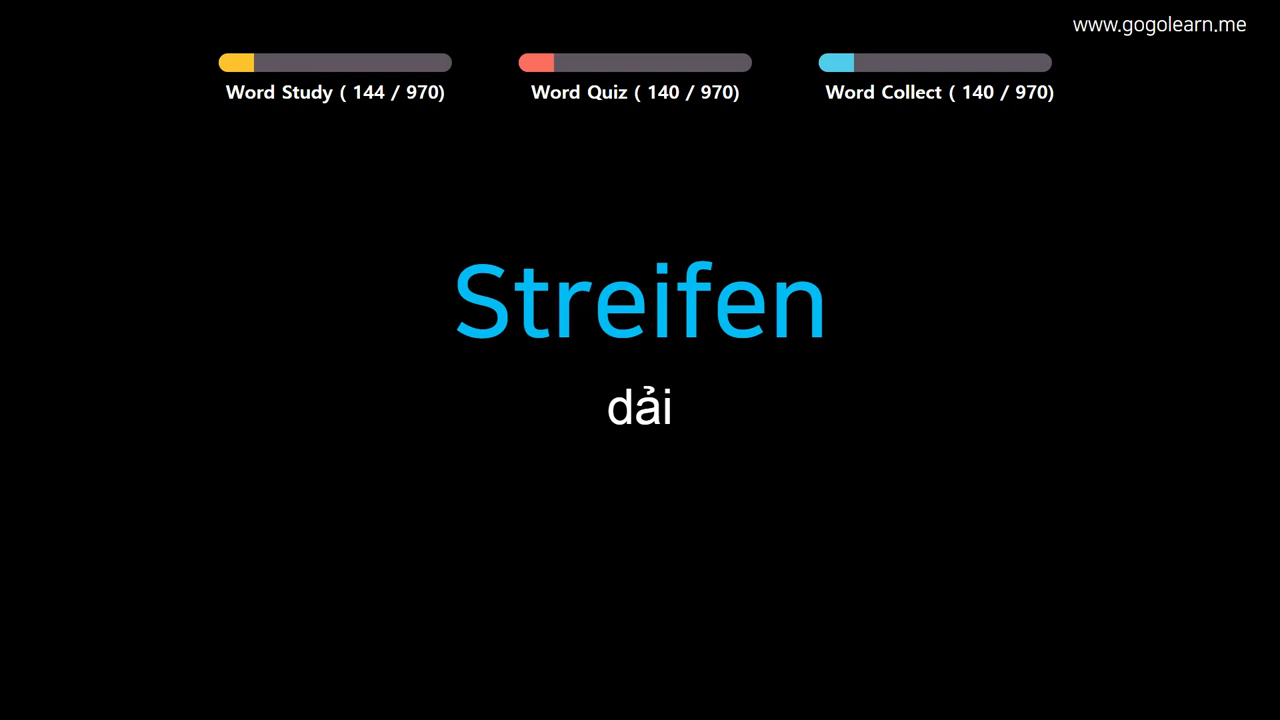 www.gogolearn.me
Word Study ( 144 / 970)
Word Quiz ( 140 / 970)
Word Collect ( 140 / 970)
Streifen
dải